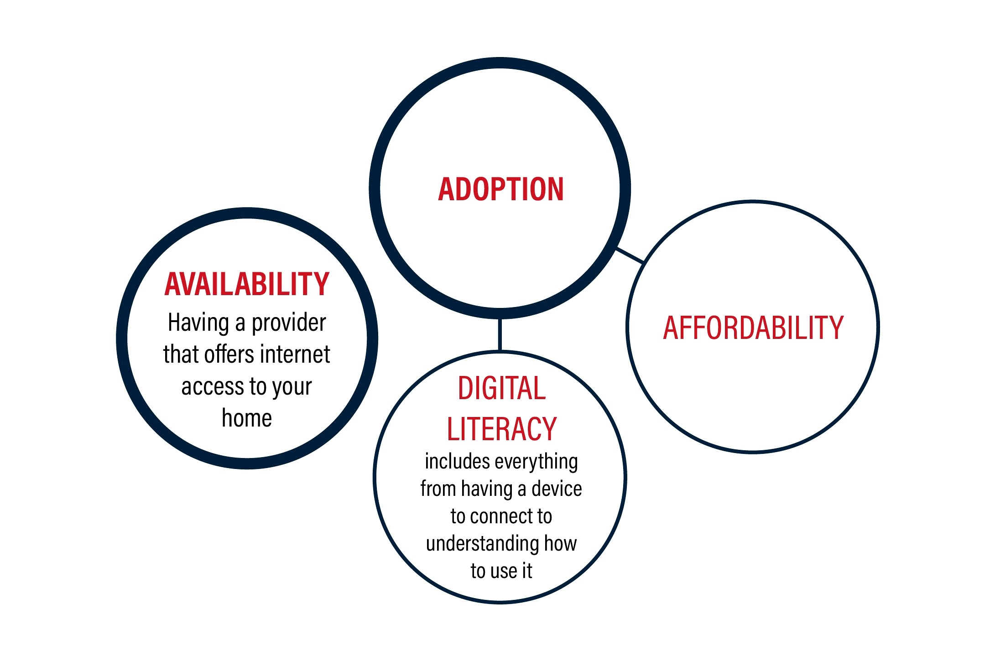 ADOPTION
AVAILABILITY
Having a provider
that offers internet
access to your
home
DIGITAL
LITERACY
includes everything
from having a device
to connect to
understanding how
to use it
AFFORDABILITY